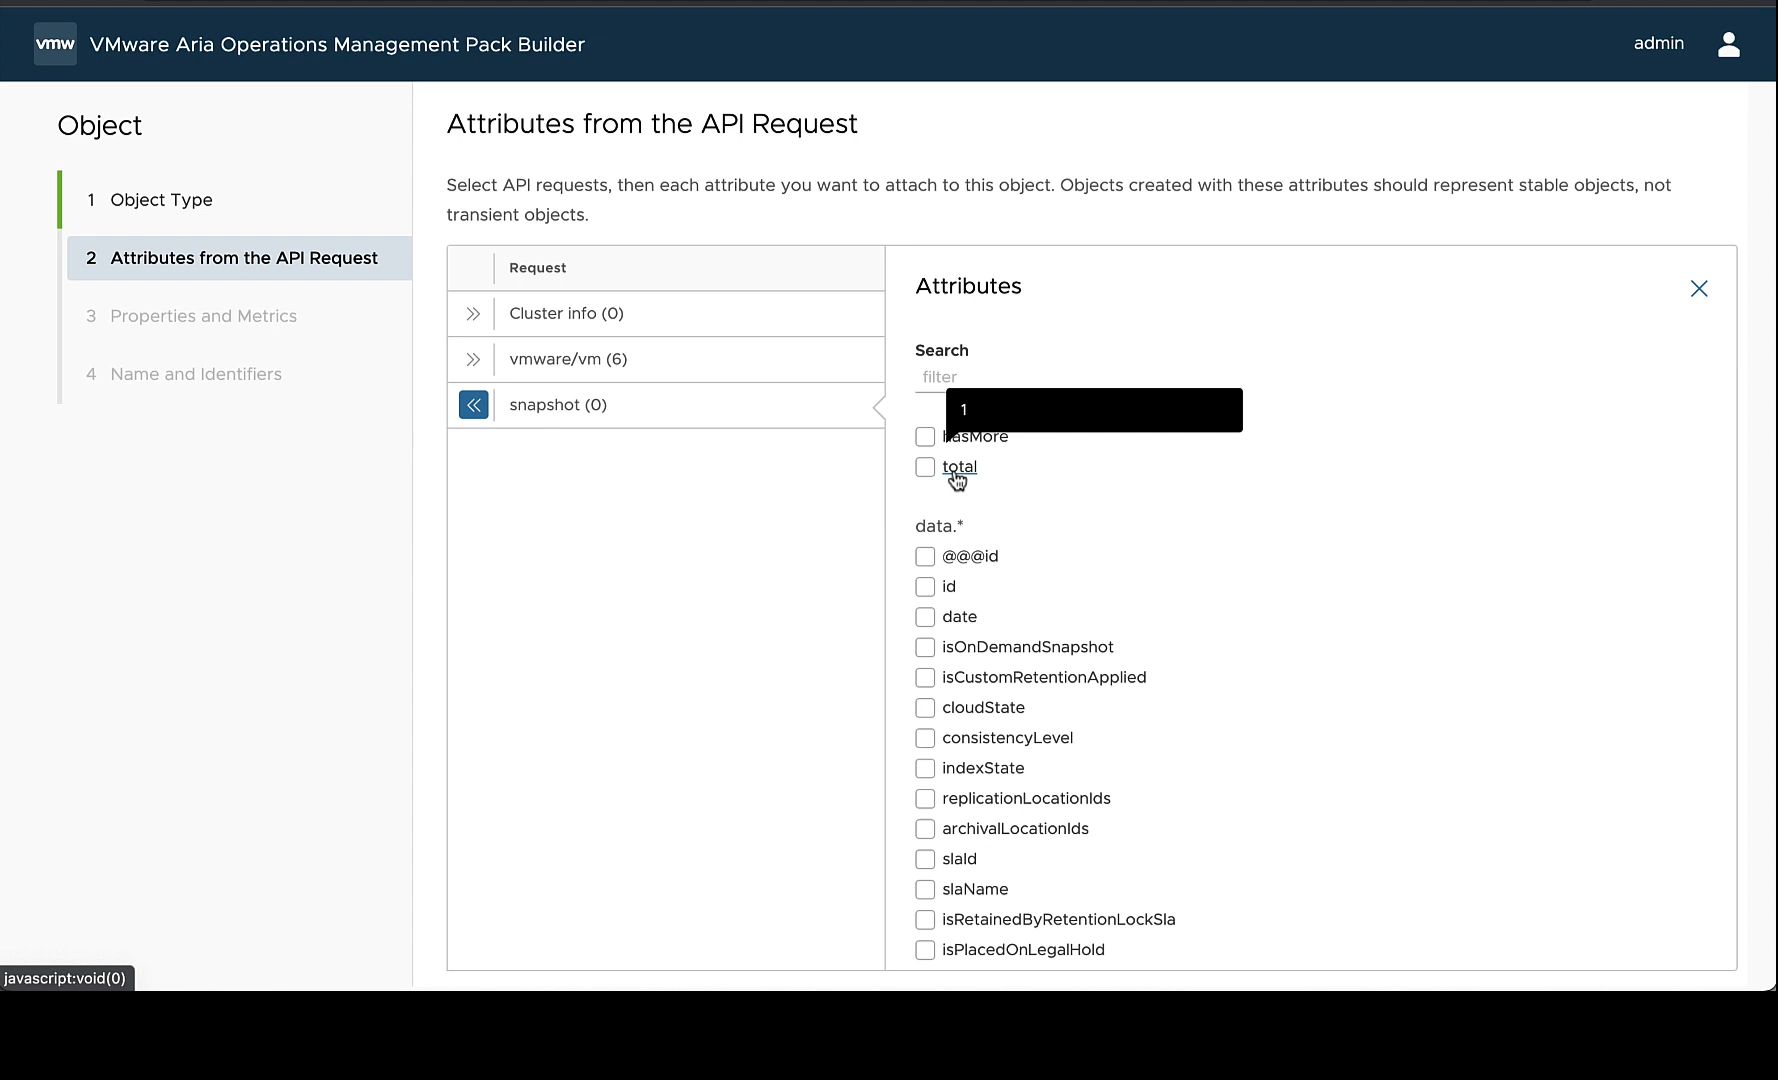 vmw VMware Aria Operations Management Pack Builder
admin
Object
1 Object Type
2 Attributes from the API Request
3 Properties and Metrics
4 Name and Identifiers
Attributes from the API Request
Select API requests, then each attribute you want to attach to this object. Objects created with these attributes should represent stable objects, not
transient objects.
Request
Cluster info (0)
vmware/vm (6)
snapshot (0)
Attributes
Search
filter
1
hasMore
total
data.*
@@@id
id
date
isOnDemandSnapshot
isCustomRetentionApplied
cloudState
consistencyLevel
indexState
replicationLocationIds
archivalLocationIds
slaId
slaName
isRetainedByRetentionLockSla
isPlacedOnLegalHold
javascript:void(0)